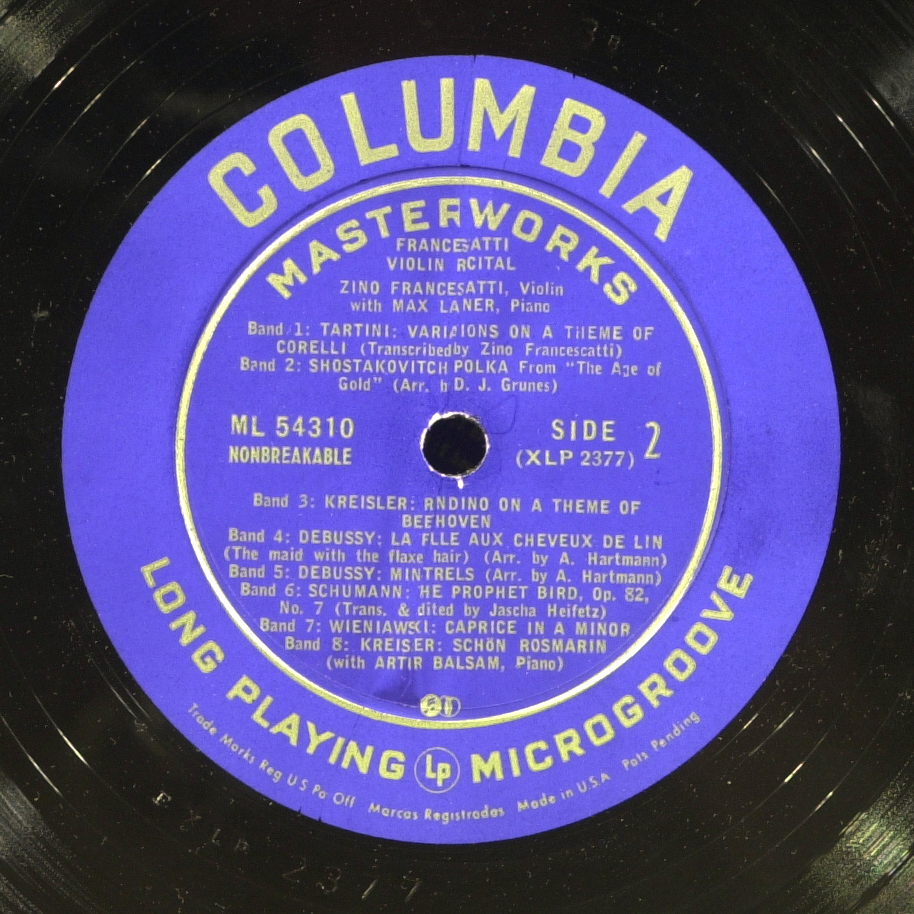 COLUMBIA
MASTERWORKS
FRANCESATTI
VIOLIN RCITAL
ZINO FRANCESATTI, Violin
with MAX LANER, Piano
Band 1: TARTINI: VARIAIONS ON A THEME OF
CORELLI (Transcribedby Zino Francescatti)
Band 2: SHOSTAKOVITCH POLKA From "The Age of
Gold" (Arr. b D. J. Grunes)
ML 54310
NONBREAKABLE
SIDE 2
(XLP 2377)
Band 3: KREISLER: RNDINO ON A THEME OF
BEEHOVEN
Band 4: DEBUSSY: LA FLLE AUX CHEVEUX DE LIN
(The maid with the flaxe hair) (Arr. by A. Hartmann)
Band 5: DEBUSSY: MINTRELS (Arr. by A. Hartmann)
Band 6: SCHUMANN: HE PROPHET BIRD, Op. 82,
No. 7 (Trans. & dited by Jascha Heifetz)
Band 7: WIENIAWSKI: CAPRICE IN A MINOR
Band 8: KREISER: SCHÖN ROSMARIN
(with ARTIR BALSAM, Piano)
LONG PLAYING Lp MICROGROOVE
Trade Marks Reg U S Pa Off Marcas Registradas Made in U.S.A Pats Pending